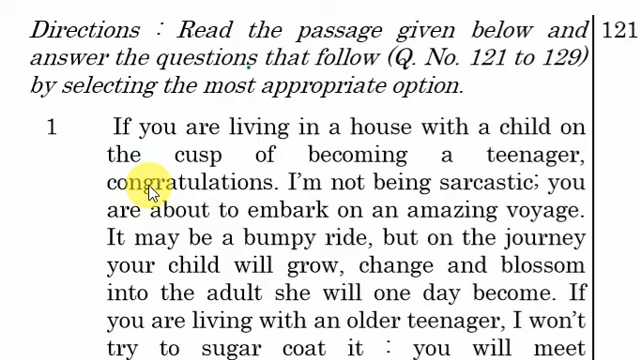 Directions : Read the passage given below and
answer the questions that follow (Q. No. 121 to 129)
by selecting the most appropriate option.
1 If you are living in a house with a child on
the cusp of becoming a teenager,
congratulations. I'm not being sarcastic; you
are about to embark on an amazing voyage.
It may be a bumpy ride, but on the journey
your child will grow, change and blossom
into the adult she will one day become. If
you are living with an older teenager, I won't
try to sugar coat it : you will meet
121